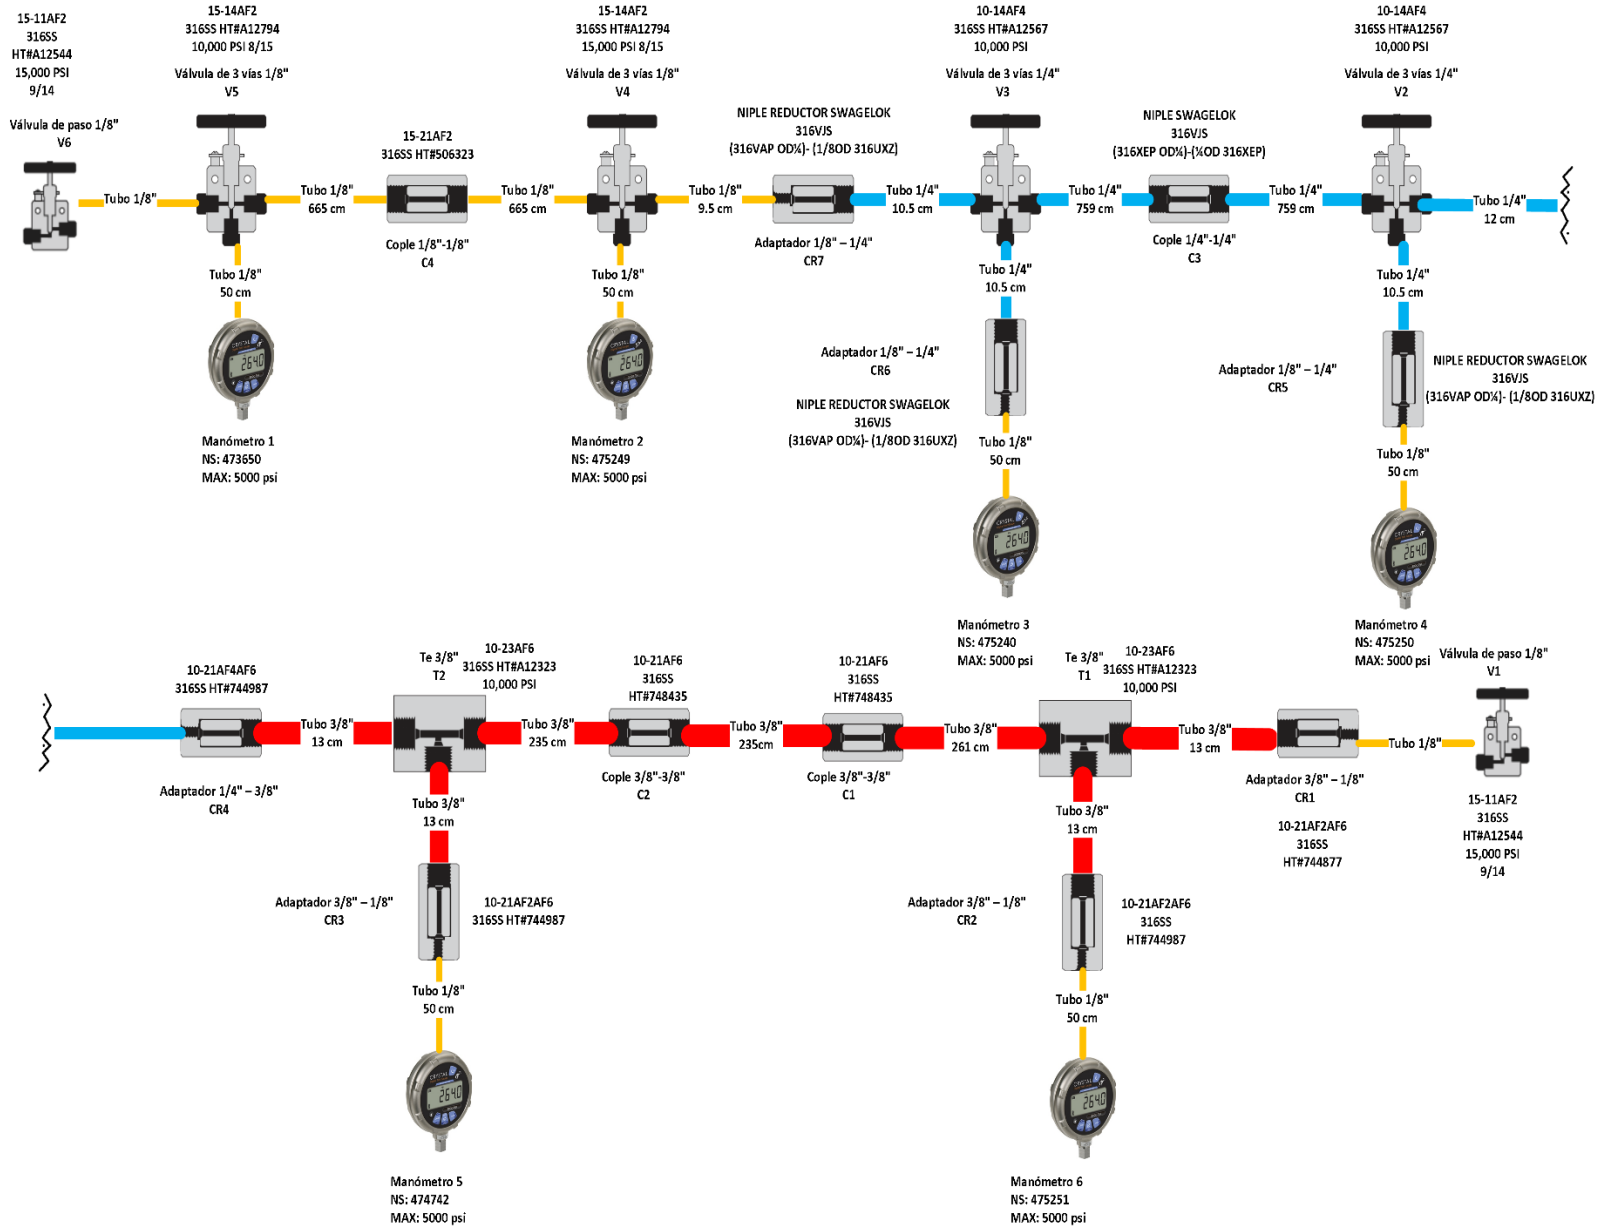 15-11AF2
316SS
HT#A12544
15,000 PSI
9/14
Válvula de paso 1/8"
V6
Tubo 1/8"
15-14AF2
316SS HT#A12794
10,000 PSI 8/15
Válvula de 3 vías 1/8"
V5
Tubo 1/8"
665 cm
Tubo 1/8"
50 cm
CRYSTAL
264.0
Manómetro 1
NS: 473650
MAX: 5000 psi
15-21AF2
316SS HT#506323
Cople 1/8"-1/8"
C4
Tubo 1/8"
665 cm
15-14AF2
316SS HT#A12794
15,000 PSI 8/15
Válvula de 3 vías 1/8"
V4
Tubo 1/8"
50 cm
CRYSTAL
264.0
Manómetro 2
NS: 475249
MAX: 5000 psi
Tubo 1/8"
9.5 cm
NIPLE REDUCTOR SWAGELOK
316VJS
(316VAP OD¼)- (1/8OD 316UXZ)
Adaptador 1/8" – 1/4"
CR7
Tubo 1/4"
10.5 cm
10-14AF4
316SS HT#A12567
10,000 PSI
Válvula de 3 vías 1/4"
V3
Tubo 1/4"
10.5 cm
Adaptador 1/8" – 1/4"
CR6
NIPLE REDUCTOR SWAGELOK
316VJS
(316VAP OD¼)- (1/8OD 316UXZ)
Tubo 1/8"
50 cm
CRYSTAL
264.0
Manómetro 3
NS: 475240
MAX: 5000 psi
Tubo 1/4"
759 cm
NIPLE SWAGELOK
316VJS
(316XEP OD¼)-(¼OD 316XEP)
Cople 1/4"-1/4"
C3
Tubo 1/4"
759 cm
10-14AF4
316SS HT#A12567
10,000 PSI
Válvula de 3 vías 1/4"
V2
Tubo 1/4"
12 cm
Tubo 1/4"
10.5 cm
Adaptador 1/8" – 1/4"
CR5
NIPLE REDUCTOR SWAGELOK
316VJS
(316VAP OD¼)- (1/8OD 316UXZ)
Tubo 1/8"
50 cm
CRYSTAL
264.0
Manómetro 4
NS: 475250
MAX: 5000 psi
10-21AF4AF6
316SS HT#744987
Adaptador 1/4" – 3/8"
CR4
Tubo 3/8"
13 cm
Te 3/8"
T2
10-23AF6
316SS HT#A12323
10,000 PSI
Tubo 3/8"
13 cm
Adaptador 3/8" – 1/8"
CR3
10-21AF2AF6
316SS HT#744987
Tubo 1/8"
50 cm
CRYSTAL
264.0
Manómetro 5
NS: 474742
MAX: 5000 psi
Tubo 3/8"
235 cm
10-21AF6
316SS
HT#748435
Cople 3/8"-3/8"
C2
Tubo 3/8"
235cm
10-21AF6
316SS
HT#748435
Cople 3/8"-3/8"
C1
Tubo 3/8"
261 cm
Te 3/8"
T1
10-23AF6
316SS HT#A12323
10,000 PSI
Tubo 3/8"
13 cm
Adaptador 3/8" – 1/8"
CR2
10-21AF2AF6
316SS
HT#744987
Tubo 1/8"
50 cm
CRYSTAL
264.0
Manómetro 6
NS: 475251
MAX: 5000 psi
Tubo 3/8"
13 cm
Adaptador 3/8" – 1/8"
CR1
10-21AF2AF6
316SS
HT#744877
Tubo 1/8"
Válvula de paso 1/8"
V1
15-11AF2
316SS
HT#A12544
15,000 PSI
9/14